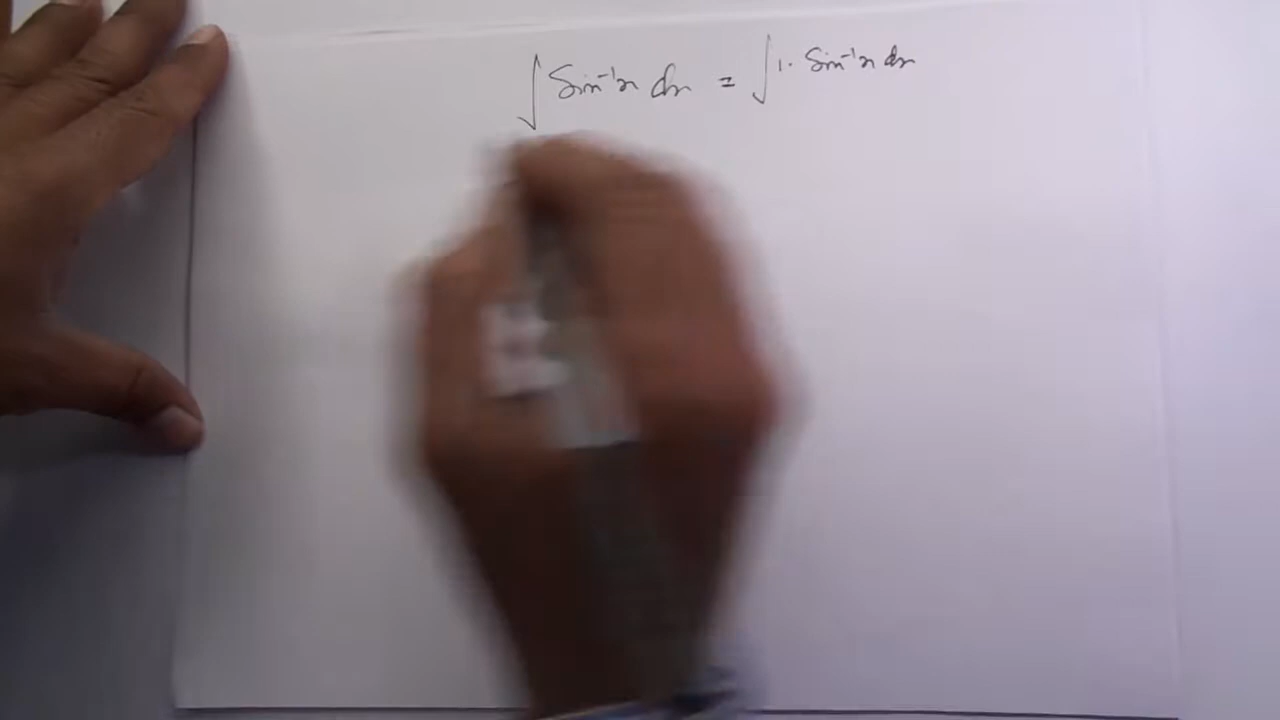 ∫ Sin⁻¹x dx = ∫ 1. Sin⁻¹x dx